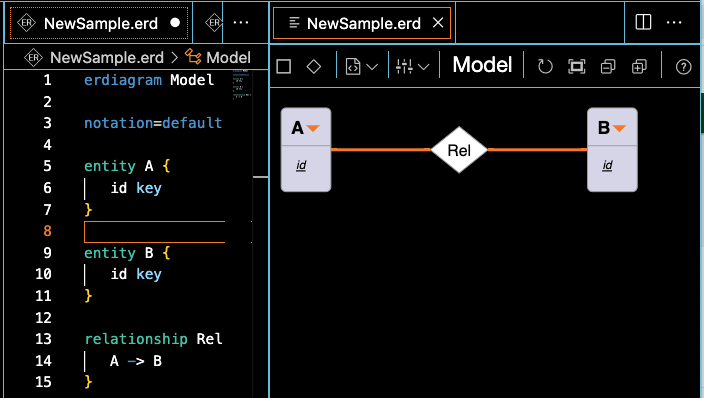 ER NewSample.erd ER ...
ER NewSample.erd > Model
1 erdiagram Model
2
3 notation=default
4
5 entity A {
6 id key
7 }
8
9 entity B {
10 id key
11 }
12
13 relationship Rel
14 A -> B
15 }
NewSample.erd
Model
A
id
Rel
B
id